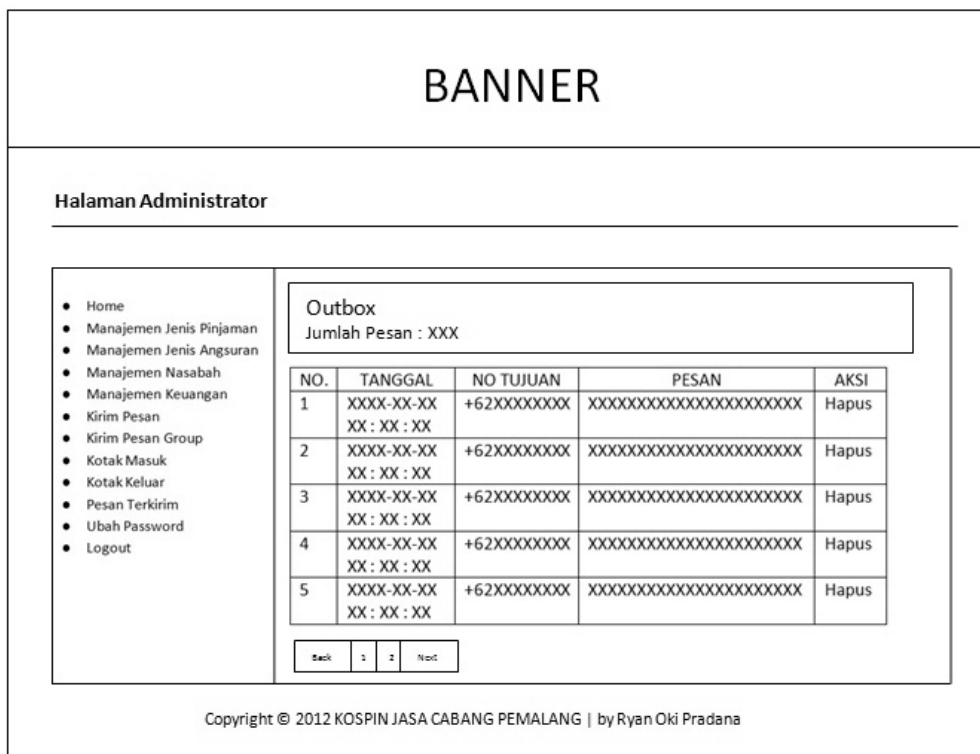 BANNER
Halaman Administrator
Home
Manajemen Jenis Pinjaman
Manajemen Jenis Angsuran
Manajemen Nasabah
Manajemen Keuangan
Kirim Pesan
Kirim Pesan Group
Kotak Masuk
Kotak Keluar
Pesan Terkirim
Ubah Password
Logout
Outbox
Jumlah Pesan : XXX
NO. TANGGAL NO TUJUAN PESAN AKSI
1 XXXX-XX-XX +62XXXXXXXX XXXXXXXXXXXXXXXXXXXXXX Hapus
XX : XX : XX
2 XXXX-XX-XX +62XXXXXXXX XXXXXXXXXXXXXXXXXXXXXX Hapus
XX : XX : XX
3 XXXX-XX-XX +62XXXXXXXX XXXXXXXXXXXXXXXXXXXXXX Hapus
XX : XX : XX
4 XXXX-XX-XX +62XXXXXXXX XXXXXXXXXXXXXXXXXXXXXX Hapus
XX : XX : XX
5 XXXX-XX-XX +62XXXXXXXX XXXXXXXXXXXXXXXXXXXXXX Hapus
XX : XX : XX
Back 1 2 Next
Copyright © 2012 KOSPIN JASA CABANG PEMALANG | by Ryan Oki Pradana